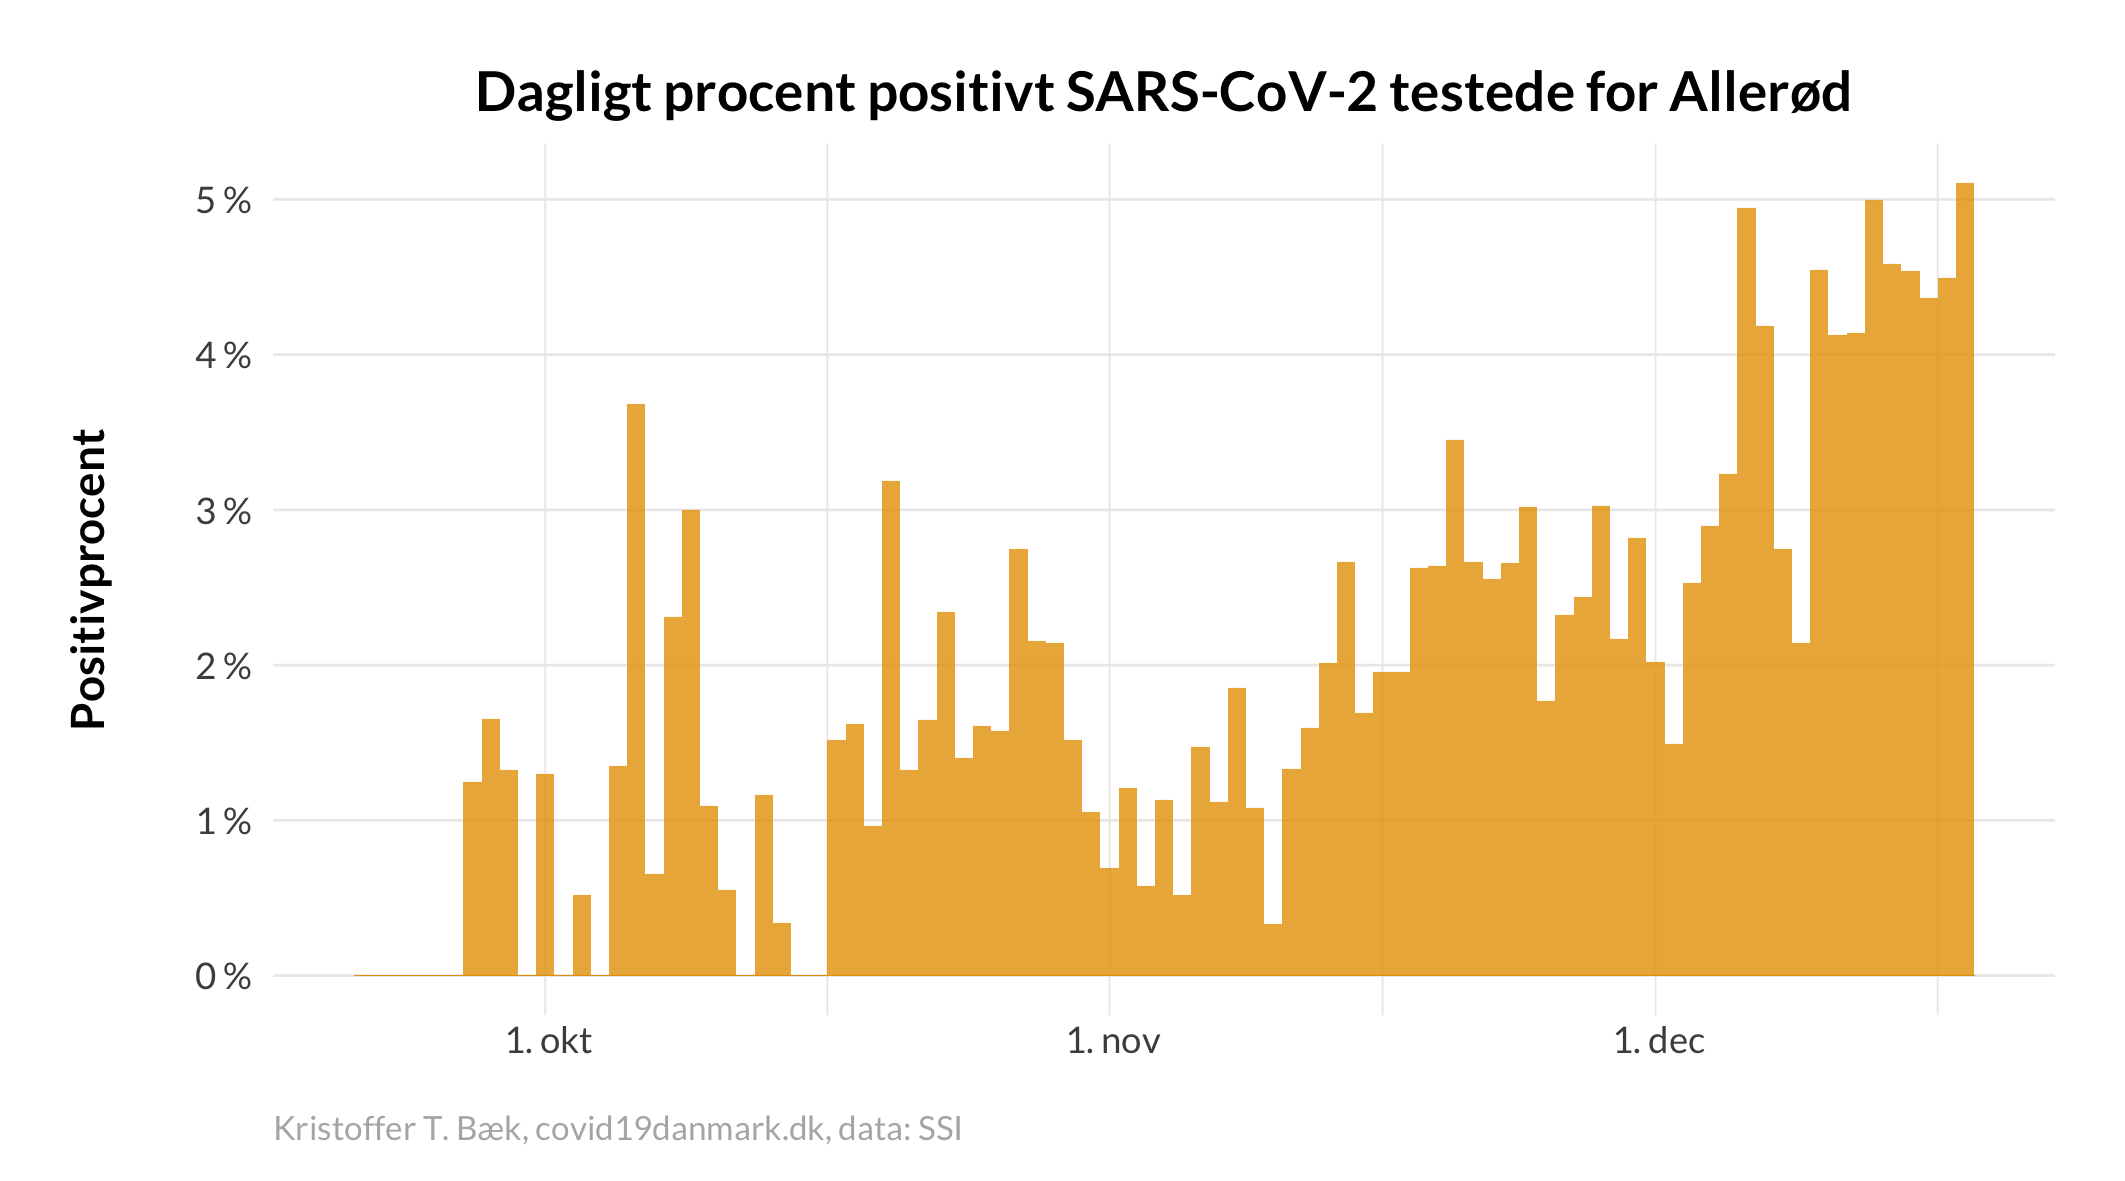 Dagligt procent positivt SARS-CoV-2 testede for Allerød
Positivprocent
5 %
4 %
3 %
2 %
1 %
0 %
1. okt
1. nov
1. dec
Kristoffer T. Bæk, covid19danmark.dk, data: SSI